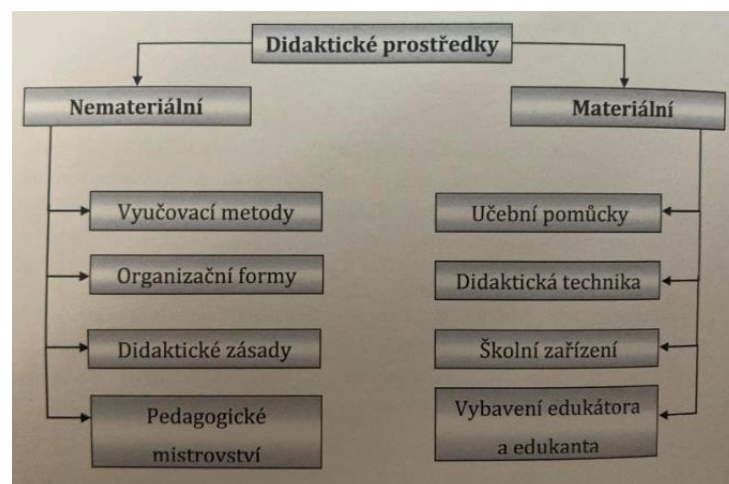 Didaktické prostředky
Nemateriální
Materiální
Vyučovací metody
Učební pomůcky
Organizační formy
Didaktická technika
Didaktické zásady
Školní zařízení
Pedagogické
mistrovství
Vybavení edukátora
a edukanta